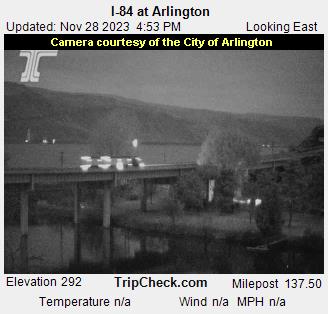 I-84 at Arlington
Updated: Nov 28 2023 4:53 PM Looking East
Camera courtesy of the City of Arlington
Elevation 292 TripCheck.com Milepost 137.50
Temperature n/a Wind n/a MPH n/a